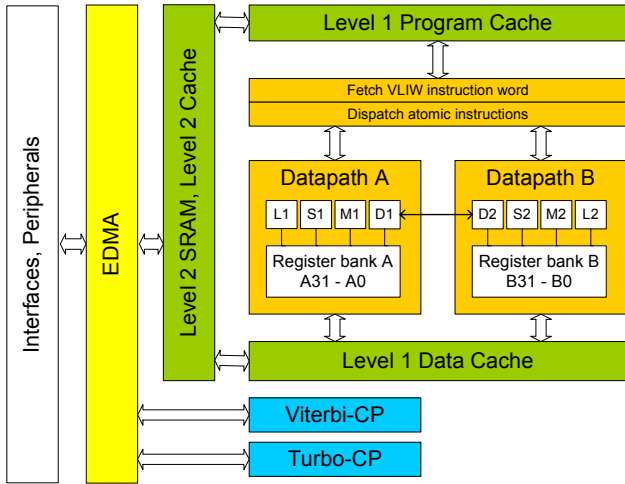 Interfaces, Peripherals
EDMA
Level 2 SRAM, Level 2 Cache
Level 1 Program Cache
Fetch VLIW instruction word
Dispatch atomic instructions
Datapath A
L1 S1 M1 D1
Register bank A
A31 - A0
Datapath B
D2 S2 M2 L2
Register bank B
B31 - B0
Level 1 Data Cache
Viterbi-CP
Turbo-CP